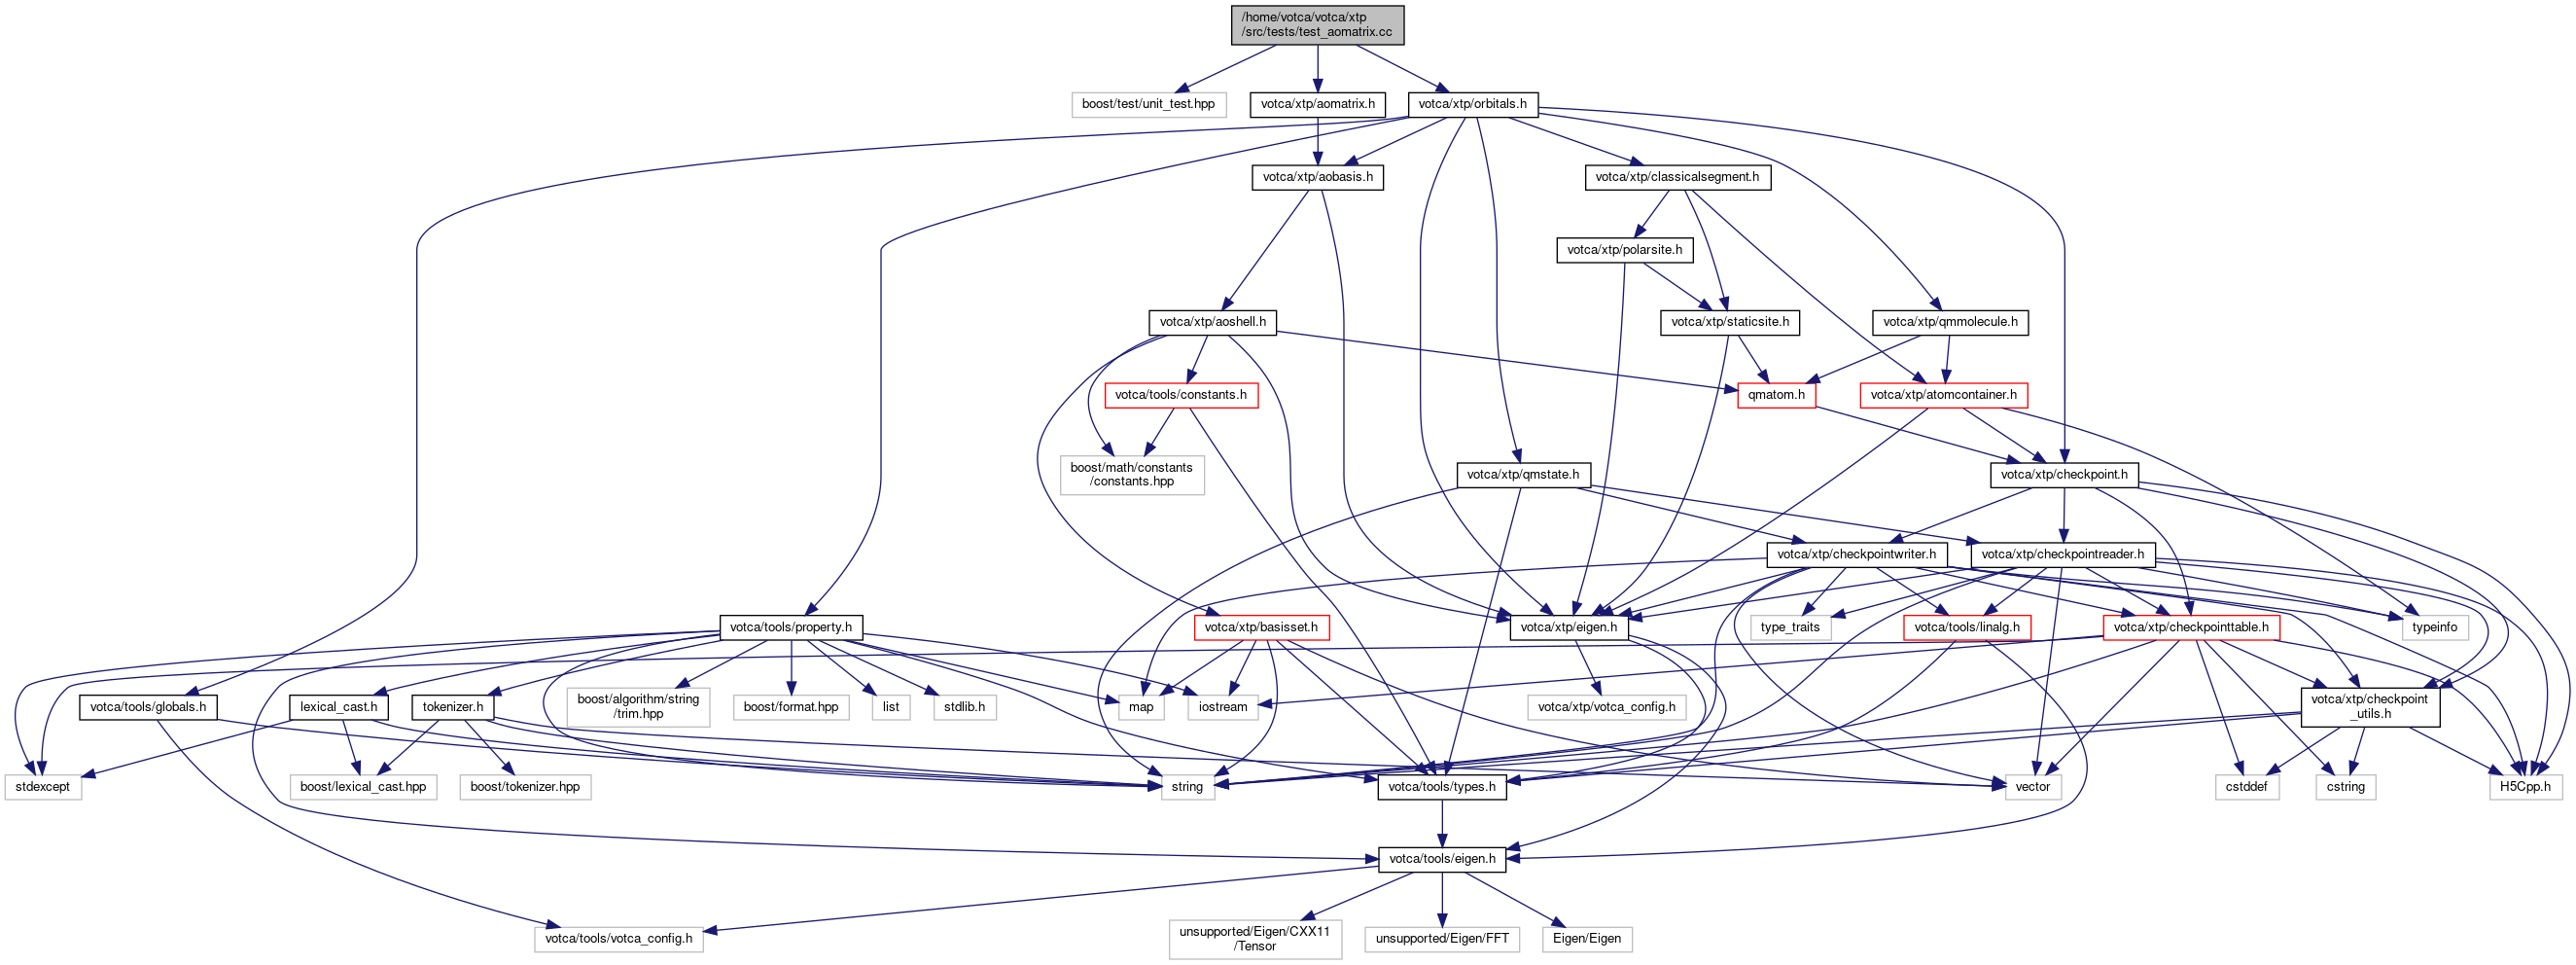 /home/votca/votca/xtp
/src/tests/test_aomatrix.cc
boost/test/unit_test.hpp
votca/xtp/aomatrix.h
votca/xtp/orbitals.h
votca/xtp/aobasis.h
votca/xtp/classicalsegment.h
votca/xtp/polarsite.h
votca/xtp/aoshell.h
votca/xtp/staticsite.h
votca/xtp/qmmolecule.h
votca/tools/constants.h
qmatom.h
votca/xtp/atomcontainer.h
boost/math/constants
/constants.hpp
votca/xtp/qmstate.h
votca/xtp/checkpoint.h
votca/xtp/checkpointwriter.h
votca/xtp/checkpointreader.h
votca/tools/property.h
votca/xtp/basisset.h
votca/xtp/eigen.h
type_traits
votca/tools/linalg.h
votca/xtp/checkpointtable.h
typeinfo
votca/tools/globals.h
lexical_cast.h
tokenizer.h
boost/algorithm/string
/trim.hpp
boost/format.hpp
list
stdlib.h
map
iostream
votca/xtp/votca_config.h
votca/xtp/checkpoint
_utils.h
stdexcept
boost/lexical_cast.hpp
boost/tokenizer.hpp
string
votca/tools/types.h
vector
cstddef
cstring
H5Cpp.h
votca/tools/eigen.h
votca/tools/votca_config.h
unsupported/Eigen/CXX11
/Tensor
unsupported/Eigen/FFT
Eigen/Eigen